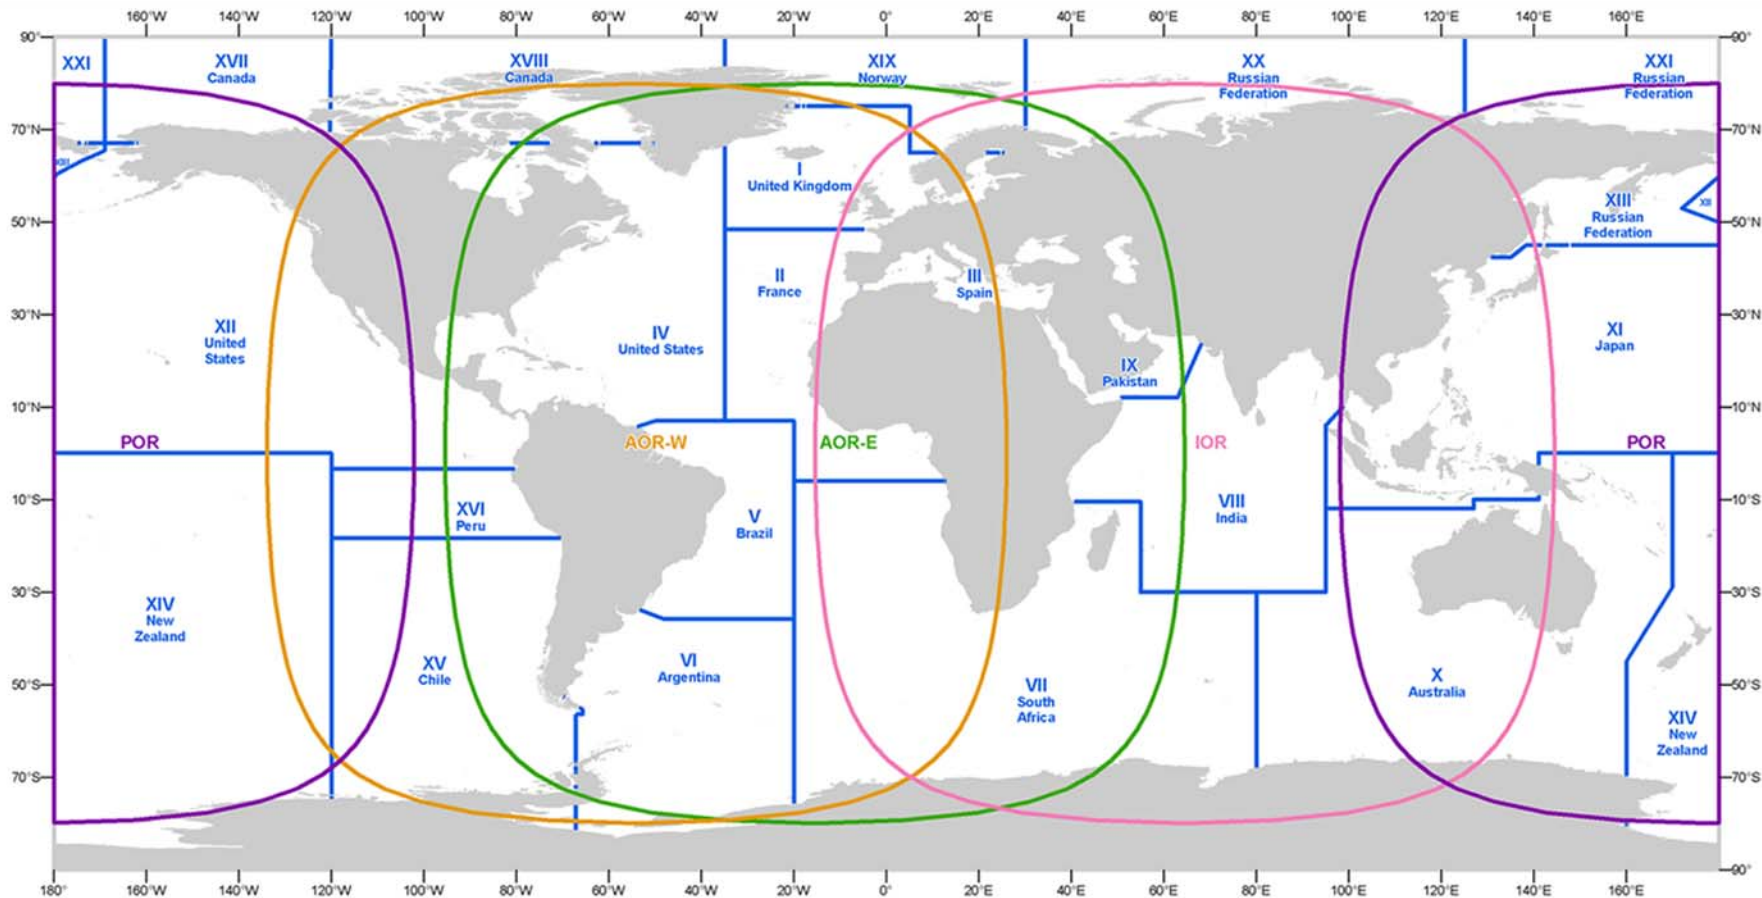 160°W 140°W 120°W 100°W 80°W 60°W 40°W 20°W 0° 20°E 40°E 60°E 80°E 100°E 120°E 140°E 160°E
90° 90°
XXI XVII XVIII XIX XX XXI
Canada Canada Norway Russian Russian
Federation Federation
70°N 70°N
XIII
I
United Kingdom
XIII XII
50°N Russian 50°N
Federation
II III
France Spain
30°N 30°N
XII IV XI
United United States Japan
States
IX
Pakistan
10°N 10°N
POR AOR-W AOR-E IOR POR
10°S 10°S
XVI V VIII
Peru Brazil India
30°S 30°S
XIV
New
Zealand
XV VI X
Chile Argentina Australia
50°S VII 50°S
South
Africa
XIV
New
Zealand
70°S 70°S
90°
180° 160°W 140°W 120°W 100°W 80°W 60°W 40°W 20°W 0° 20°E 40°E 60°E 80°E 100°E 120°E 140°E 160°E